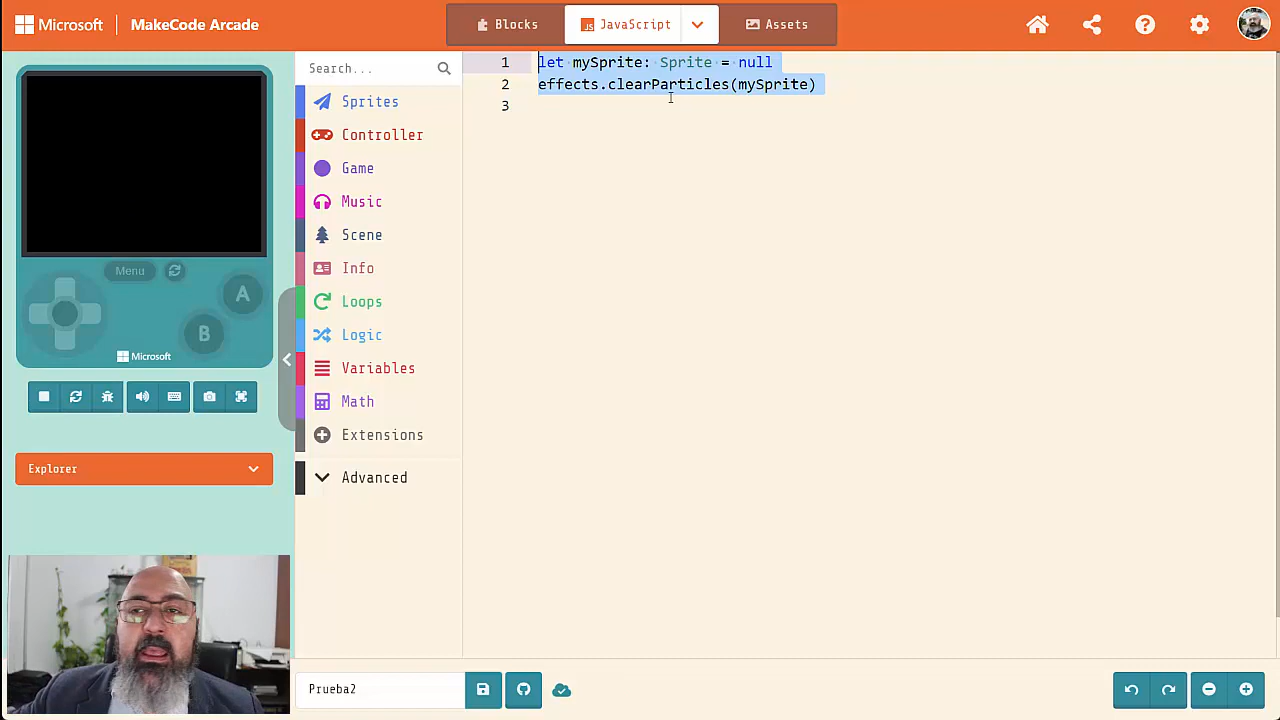 Microsoft
MakeCode Arcade
Blocks
JavaScript
Assets
Search...
Sprites
Controller
Game
Music
Scene
Info
Loops
Logic
Variables
Math
Extensions
Advanced
1 let mySprite: Sprite = null
2 effects.clearParticles(mySprite)
3
Menu
A
B
Microsoft
Explorer
Prueba2